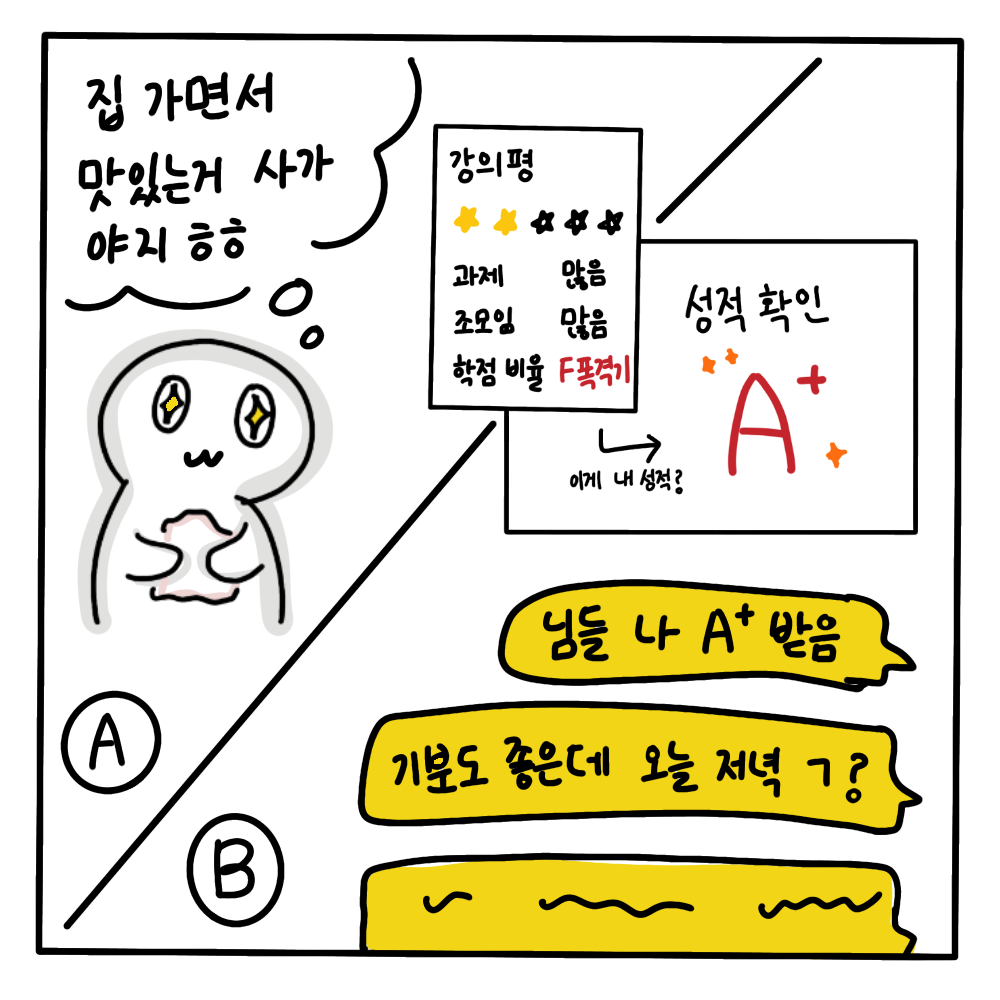 집 가면서
맛있는거 사가
야지 ㅎㅎ
강의평
과제 많음
조모임 많음
학점 비율 F폭격기
이게 내 성적?
성적 확인
A+
님들 나 A+ 받음
기분도 좋은데 오늘 저녁 ㄱ?
A
B